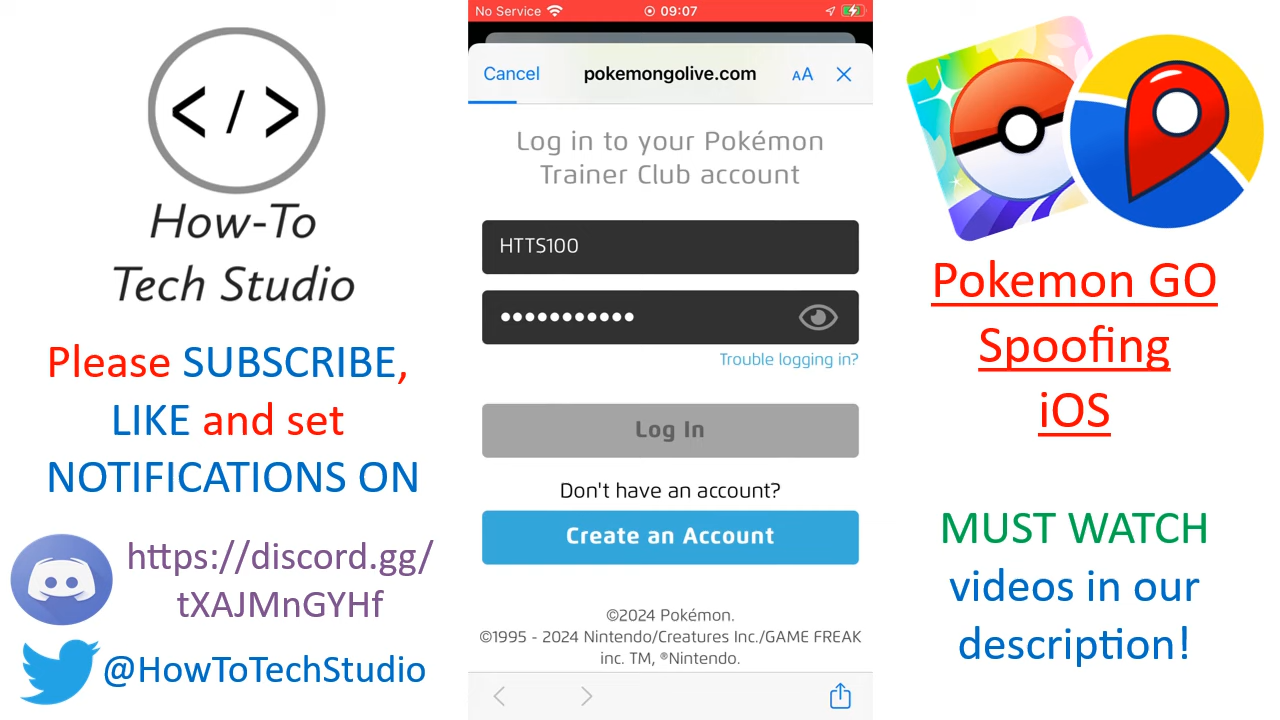 </>
How-To
Tech Studio
Please SUBSCRIBE,
LIKE and set
NOTIFICATIONS ON
https://discord.gg/
tXAJMnGYHf
@HowToTechStudio
No Service 09:07
Cancel pokemongolive.com AA
Log in to your Pokémon
Trainer Club account
HTTS100
●●●●●●●●●●●
Trouble logging in?
Log In
Don't have an account?
Create an Account
©2024 Pokémon.
©1995 - 2024 Nintendo/Creatures Inc./GAME FREAK
inc. TM, ®Nintendo.
Pokemon GO
Spoofing
iOS
MUST WATCH
videos in our
description!